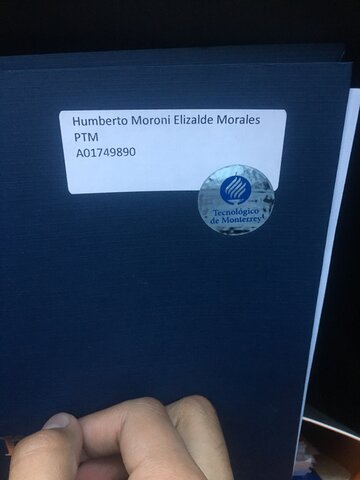 Humberto Moroni Elizalde Morales
PTM
A01749890
Tecnológico
de Monterrey